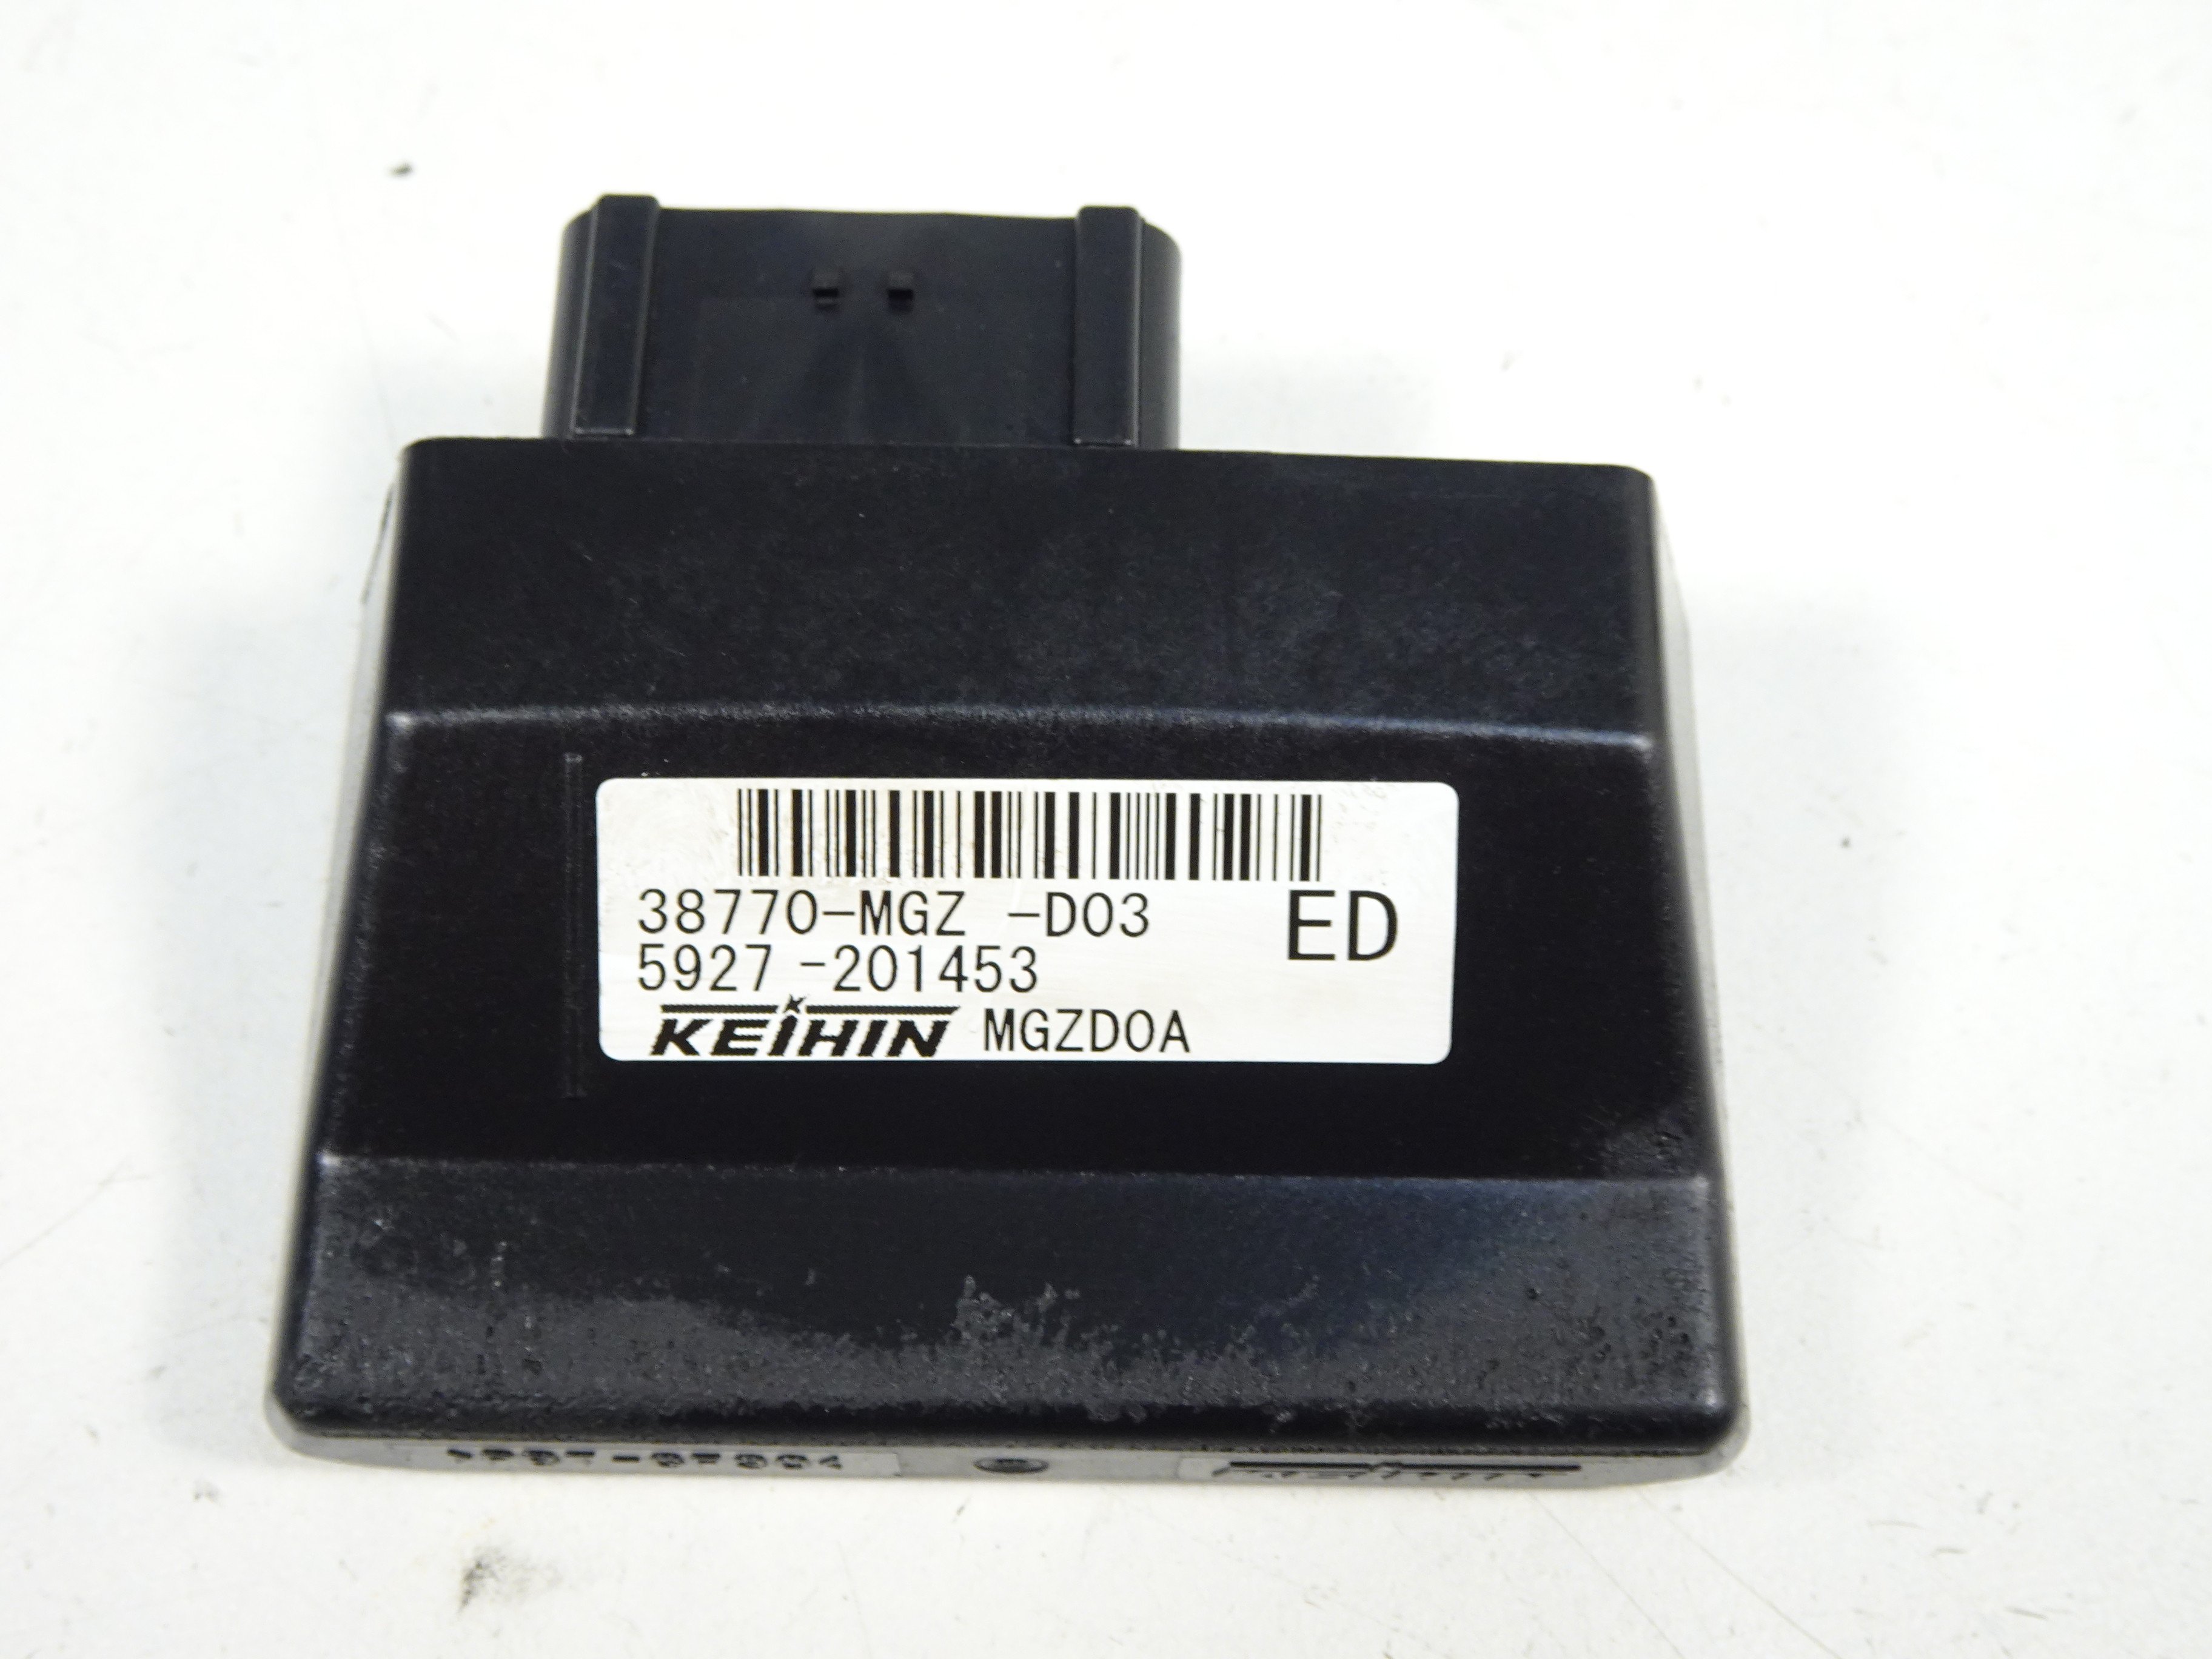 38770-MGZ -D03
ED
5927 -201453
KEIHIN MGZD0A